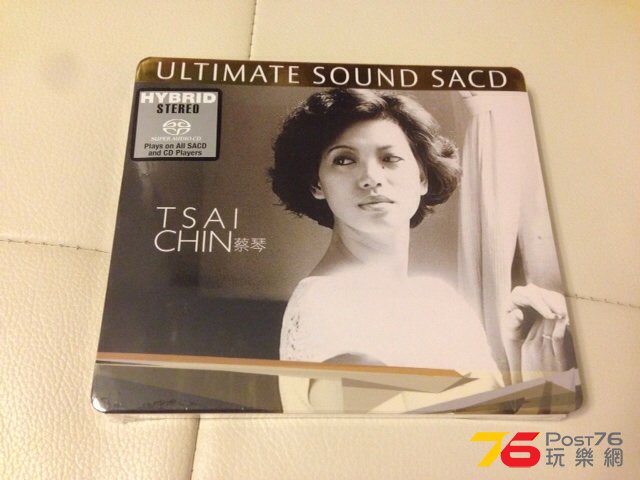 ULTIMATE SOUND SACD
HYBRID
STEREO
SUPER AUDIO CD
Plays on All SACD
and CD Players
TSAI
CHIN蔡琴
76 POST76
玩樂網